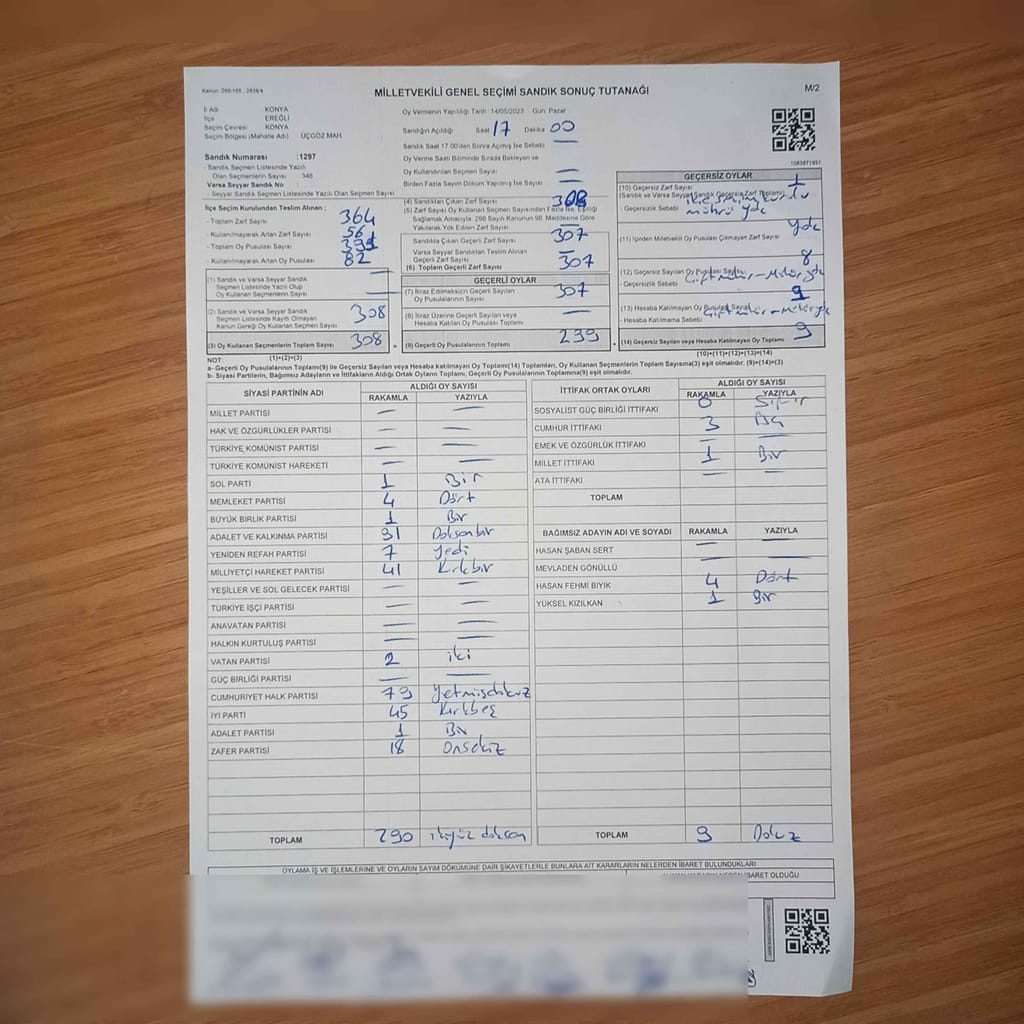 Kanun: 298/105 , 2839/4
MİLLETVEKİLİ GENEL SEÇİMİ SANDIK SONUÇ TUTANAĞI
M/2
İl Adı : KONYA
İlçe : EREĞLİ
Seçim Çevresi : KONYA
Seçim Bölgesi (Mahalle Adı) : ÜÇGÖZ MAH.
Sandık Numarası :1297
- Sandık Seçmen Listesinde Yazılı
Olan Seçmenlerin Sayısı 346
Varsa Seyyar Sandık No
- Seyyar Sandık Seçmen Listesinde Yazılı Olan Seçmen Sayısı
Oy Vermenin Yapıldığı Tarih :14/05/2023 Gün: Pazar
Sandığın Açıldığı Saat 17 Dakika 00
Sandık Saat 17.00'den Sonra Açılmış İse Sebebi —
Oy Verme Saati Bitiminde Sırada Bekleyen ve
Oy Kullandırılan Seçmen Sayısı —
Birden Fazla Sayım Döküm Yapılmış İse Sayısı —
İlçe Seçim Kurulundan Teslim Alınan ;
- Toplam Zarf Sayısı 364
- Kullanılmayarak Artan Zarf Sayısı 56
- Toplam Oy Pusulası Sayısı
- Kullanılmayarak Artan Oy Pusulası 82
(1) Sandık ve Varsa Seyyar Sandık
Seçmen Listesinde Yazılı Olup
Oy Kullanan Seçmenlerin Sayısı —
(2) Sandık ve Varsa Seyyar Sandık
Seçmen Listesinde Kayıtlı Olmayan
Kanun Gereği Oy Kullanan Seçmen Sayısı 308
(3) Oy Kullanan Seçmenlerin Toplam Sayısı 308
(1)+(2)=(3)
(4) Sandıktan Çıkan Zarf Sayısı 308
(5) Zarf Sayısı Oy Kullanan Seçmen Sayısından Fazla İse, Eşitliği
Sağlamak Amacıyla; 298 Sayılı Kanunun 98. Maddesine Göre
Yakılarak Yok Edilen Zarf Sayısı —
Sandıkta Çıkan Geçerli Zarf Sayısı 307
Varsa Seyyar Sandıktan Teslim Alınan
Geçerli Zarf Sayısı —
(6) Toplam Geçerli Zarf Sayısı 307
GEÇERLİ OYLAR
(7) İtiraz Edilmeksizin Geçerli Sayılan
Oy Pusulalarının Sayısı 307
(8) İtiraz Üzerine Geçerli Sayılan veya
Hesaba Katılan Oy Pusulası Toplamı —
(9) Geçerli Oy Pusulalarının Toplamı 299
1063871951
GEÇERSİZ OYLAR
(10) Geçersiz Zarf Sayısı 1
(Sandık ve Varsa Seyyar Sandık Geçersiz Zarf Toplamı)
- Geçersizlik Sebebi ilçe seçim kurulu
mührü yok
(11) İçinden Milletvekili Oy Pusulası Çıkmayan Zarf Sayısı yok
(12) Geçersiz Sayılan Oy Pusulası Sayısı 8
- Geçersizlik Sebebi
(13) Hesaba Katılmayan Oy Pusulası Sayısı
- Hesaba Katılmama Sebebi
(14) Geçersiz Sayılan veya Hesaba Katılmayan Oy Toplamı 9
(10)+(11)+(12)+(13)=(14)
NOT:
a- Geçerli Oy Pusulalarının Toplamı(9) ile Geçersiz Sayılan veya Hesaba katılmayan Oy Toplamı(14) Toplamları, Oy Kullanan Seçmenlerin Toplam Sayısına(3) eşit olmalıdır. (9)+(14)=(3)
b- Siyasi Partilerin, Bağımsız Adayların ve İttifakların Aldığı Ortak Oyların Toplamı, Geçerli Oy Pusulalarının Toplamına(9) eşit olmalıdır.
SİYASİ PARTİNİN ADI
ALDIĞI OY SAYISI
RAKAMLA YAZIYLA
MİLLET PARTİSİ — —
HAK VE ÖZGÜRLÜKLER PARTİSİ — —
TÜRKİYE KOMÜNİST PARTİSİ — —
TÜRKİYE KOMÜNİST HAREKETİ — —
SOL PARTİ 1 Bir
MEMLEKET PARTİSİ 4 Dört
BÜYÜK BİRLİK PARTİSİ 1 Bir
ADALET VE KALKINMA PARTİSİ 91 Doksanbir
YENİDEN REFAH PARTİSİ 7 Yedi
MİLLİYETÇİ HAREKET PARTİSİ 41 Kırkbir
YEŞİLLER VE SOL GELECEK PARTİSİ — —
TÜRKİYE İŞÇİ PARTİSİ — —
ANAVATAN PARTİSİ — —
HALKIN KURTULUŞ PARTİSİ — —
VATAN PARTİSİ 2 iki
GÜÇ BİRLİĞİ PARTİSİ — —
CUMHURİYET HALK PARTİSİ 79 Yetmişdokuz
İYİ PARTİ 45 Kırkbeş
ADALET PARTİSİ 1 Bir
ZAFER PARTİSİ 18 Onsekiz
TOPLAM 290 ikiyüz doksan
İTTİFAK ORTAK OYLARI
ALDIĞI OY SAYISI
RAKAMLA YAZIYLA
SOSYALİST GÜÇ BİRLİĞİ İTTİFAKI 0 Sıfır
CUMHUR İTTİFAKI 3
EMEK VE ÖZGÜRLÜK İTTİFAKI — —
MİLLET İTTİFAKI 1 Bir
ATA İTTİFAKI — —
TOPLAM
BAĞIMSIZ ADAYIN ADI VE SOYADI RAKAMLA YAZIYLA
HASAN ŞABAN SERT — —
MEVLADEN GÖNÜLLÜ — —
HASAN FEHMİ BIYIK 4 Dört
YÜKSEL KIZILKAN 1 Bir
TOPLAM 9 Dokuz
OYLAMA İŞ VE İŞLEMLERİNE VE OYLARIN SAYIM DÖKÜMÜNE DAİR ŞİKAYETLERLE BUNLARA AİT KARARLARIN NELERDEN İBARET BULUNDUKLARI
İBARET OLDUĞU